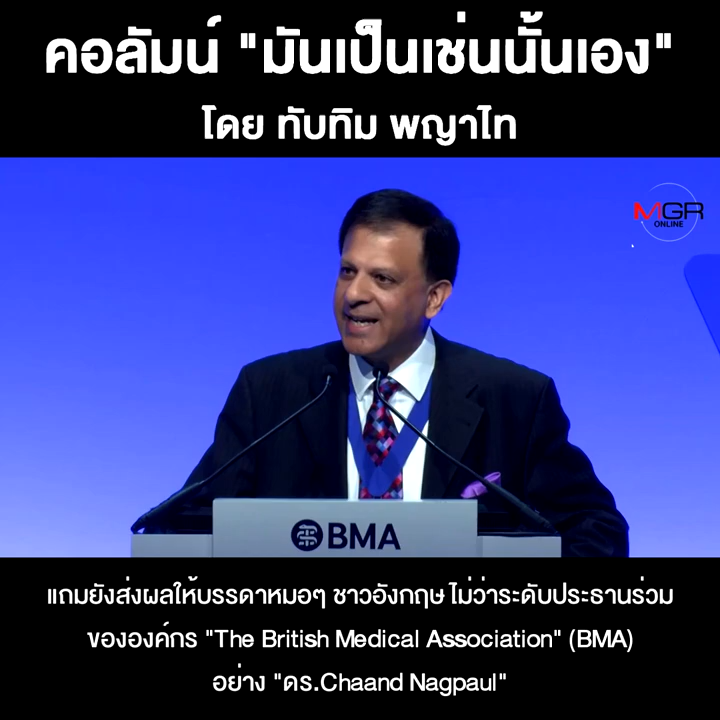 คอลัมน์ "มันเป็นเช่นนั้นเอง"
โดย ทับทิม พญาไท
MGR
ONLINE
BMA
แถมยังส่งผลให้บรรดาหมอๆ ชาวอังกฤษ ไม่ว่าระดับประธานร่วม
ขององค์กร "The British Medical Association" (BMA)
อย่าง "ดร.Chaand Nagpaul"